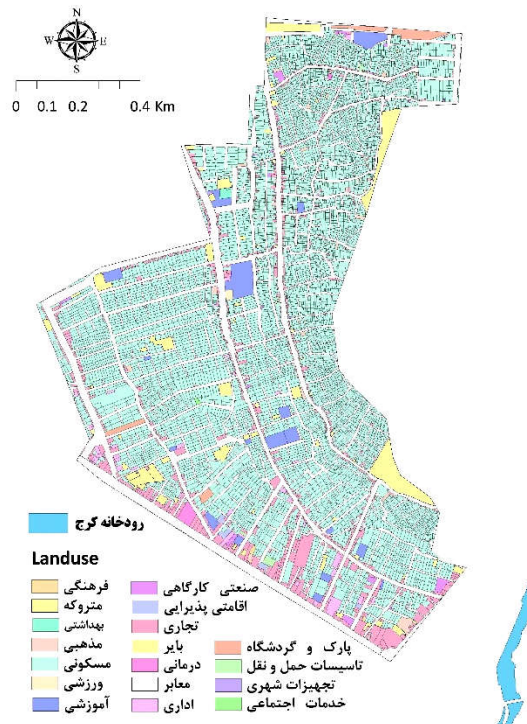 N
W E
S
0 0.1 0.2 0.4 Km
رودخانه کرج
Landuse
فرهنگی
متروکه
بهداشتی
مذهبی
مسکونی
ورزشی
آموزشی
صنعتی کارگاهی
اقامتی پذیرایی
تجاری
بایر
درمانی
معابر
اداری
پارک و گردشگاه
تاسیسات حمل و نقل
تجهیزات شهری
خدمات اجتماعی